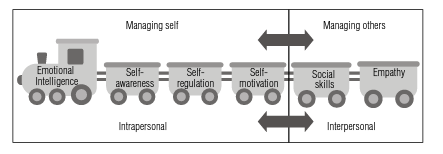 Managing self
Managing others
Emotional
Intelligence
Self-
awareness
Self-
regulation
Self-
motivation
Social
skills
Empathy
Intrapersonal
Interpersonal